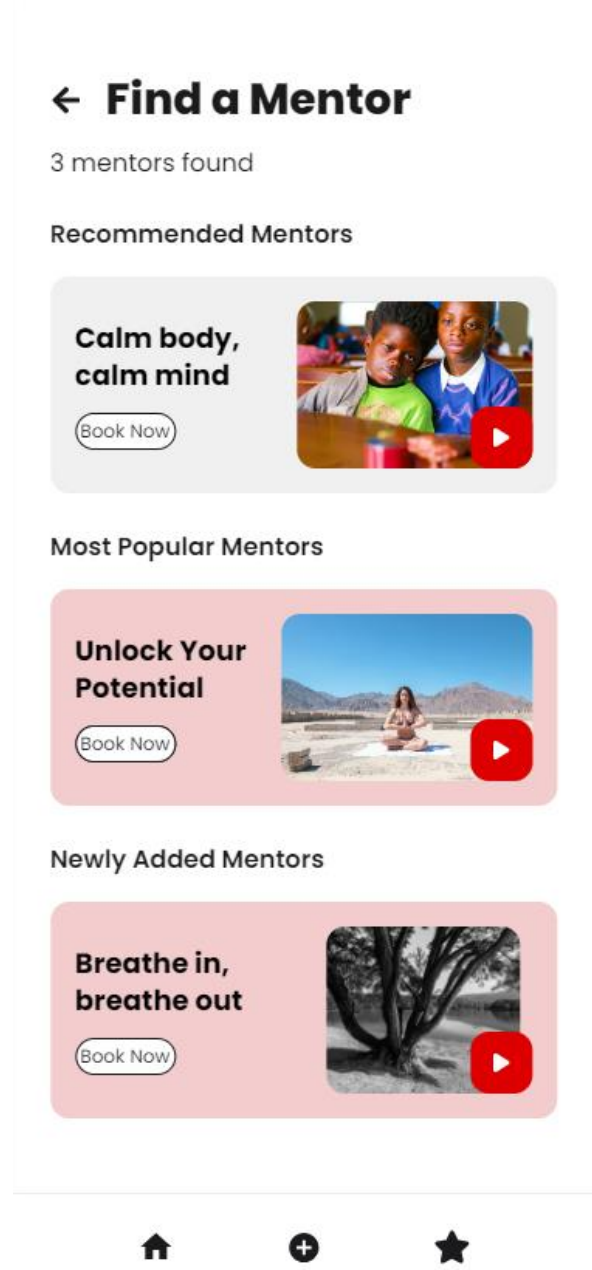 Find a Mentor
3 mentors found
Recommended Mentors
Calm body,
calm mind
Book Now
Most Popular Mentors
Unlock Your
Potential
Book Now
Newly Added Mentors
Breathe in,
breathe out
Book Now